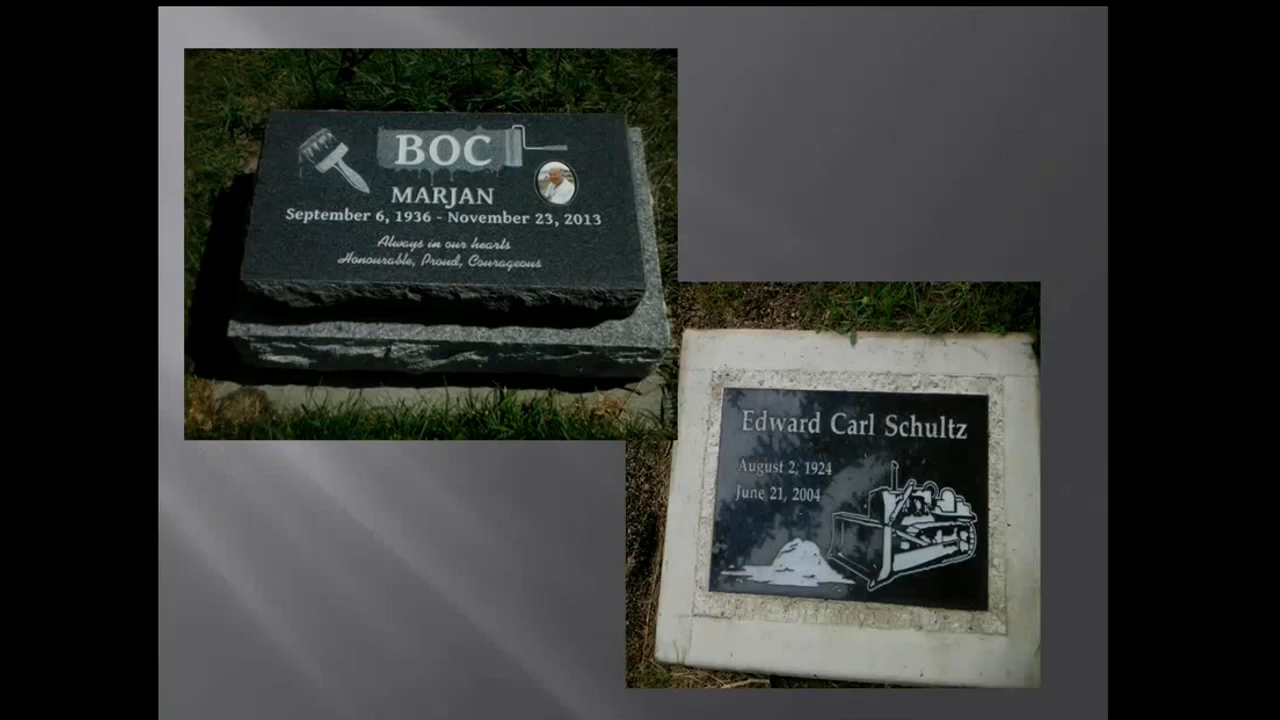 BOC
MARJAN
September 6, 1936 - November 23, 2013
Always in our hearts
Honourable, Proud, Courageous
Edward Carl Schultz
August 2, 1924
June 21, 2004